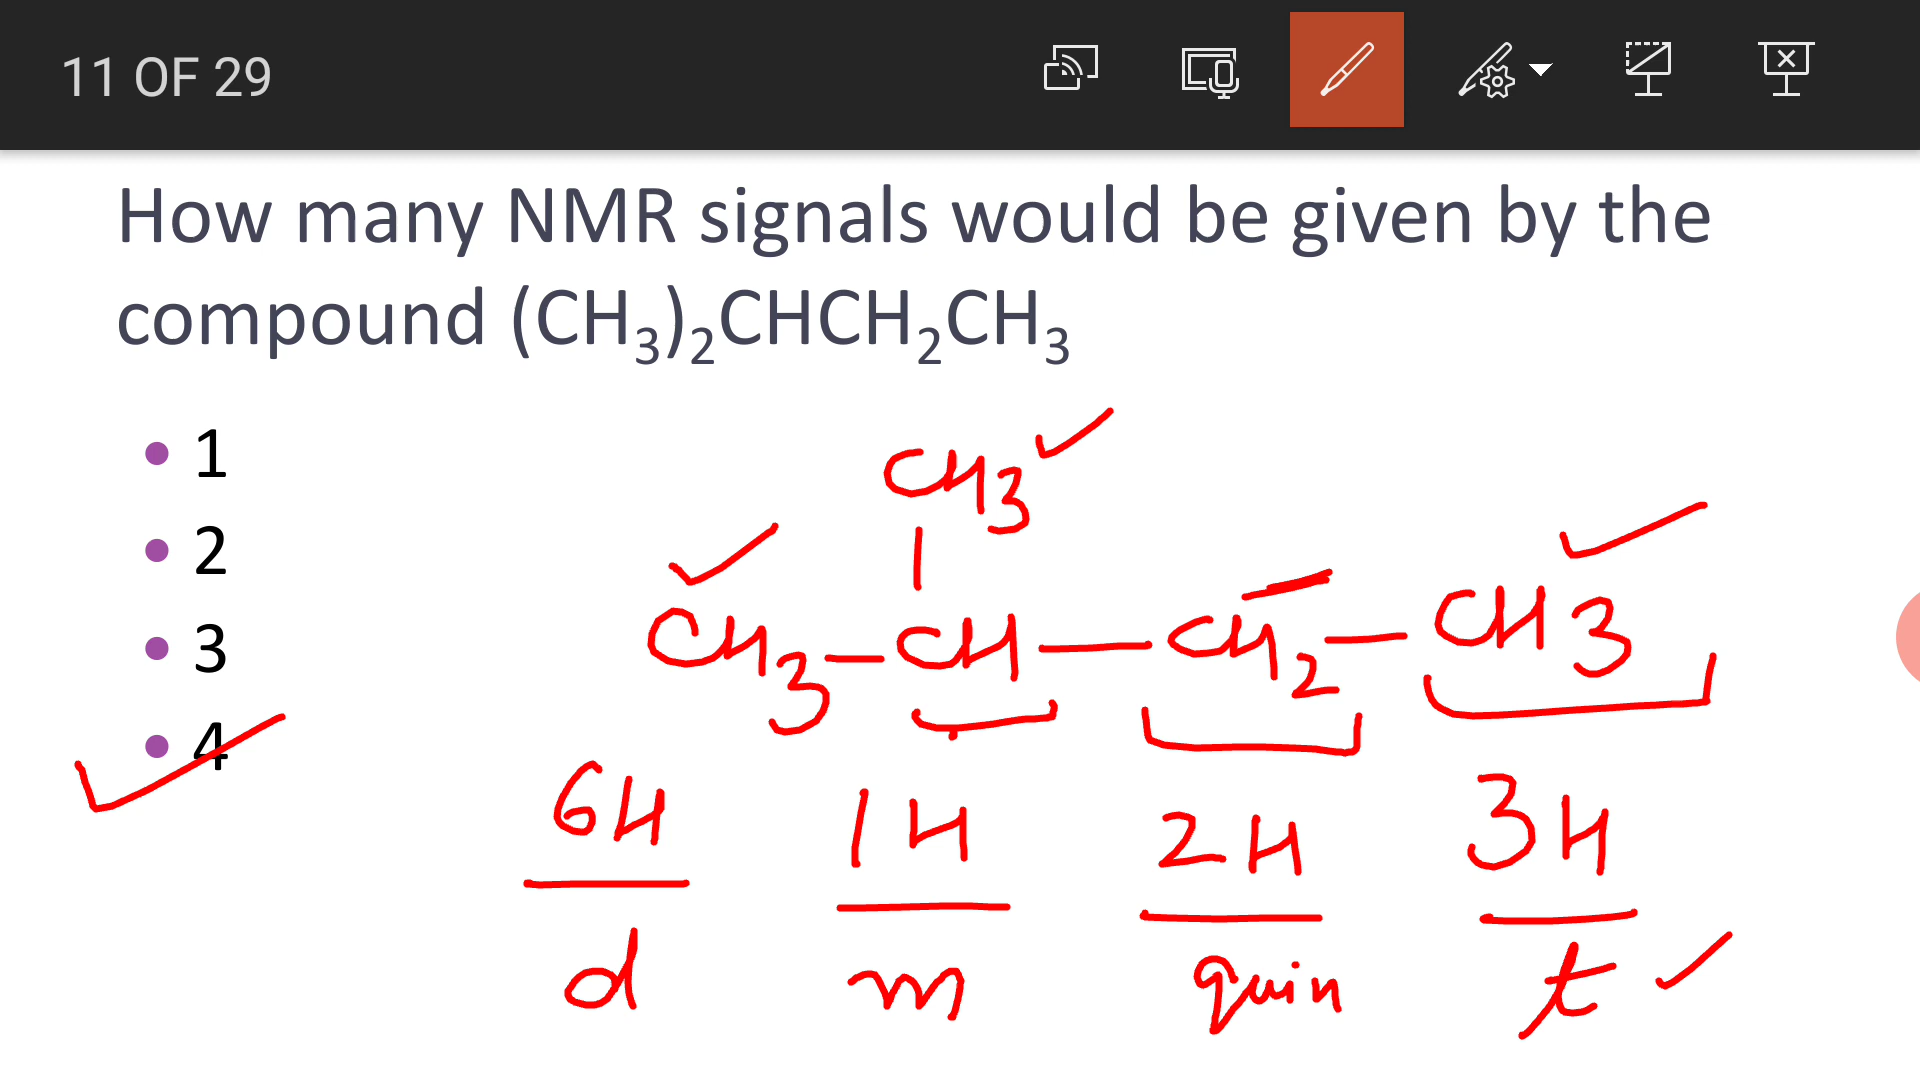 11 OF 29
How many NMR signals would be given by the
compound (CH₃)₂CHCH₂CH₃
• 1
• 2
• 3
• 4
CH3
CH3—CH—CH2—CH3
6H 1H 2H 3H
d m quin t